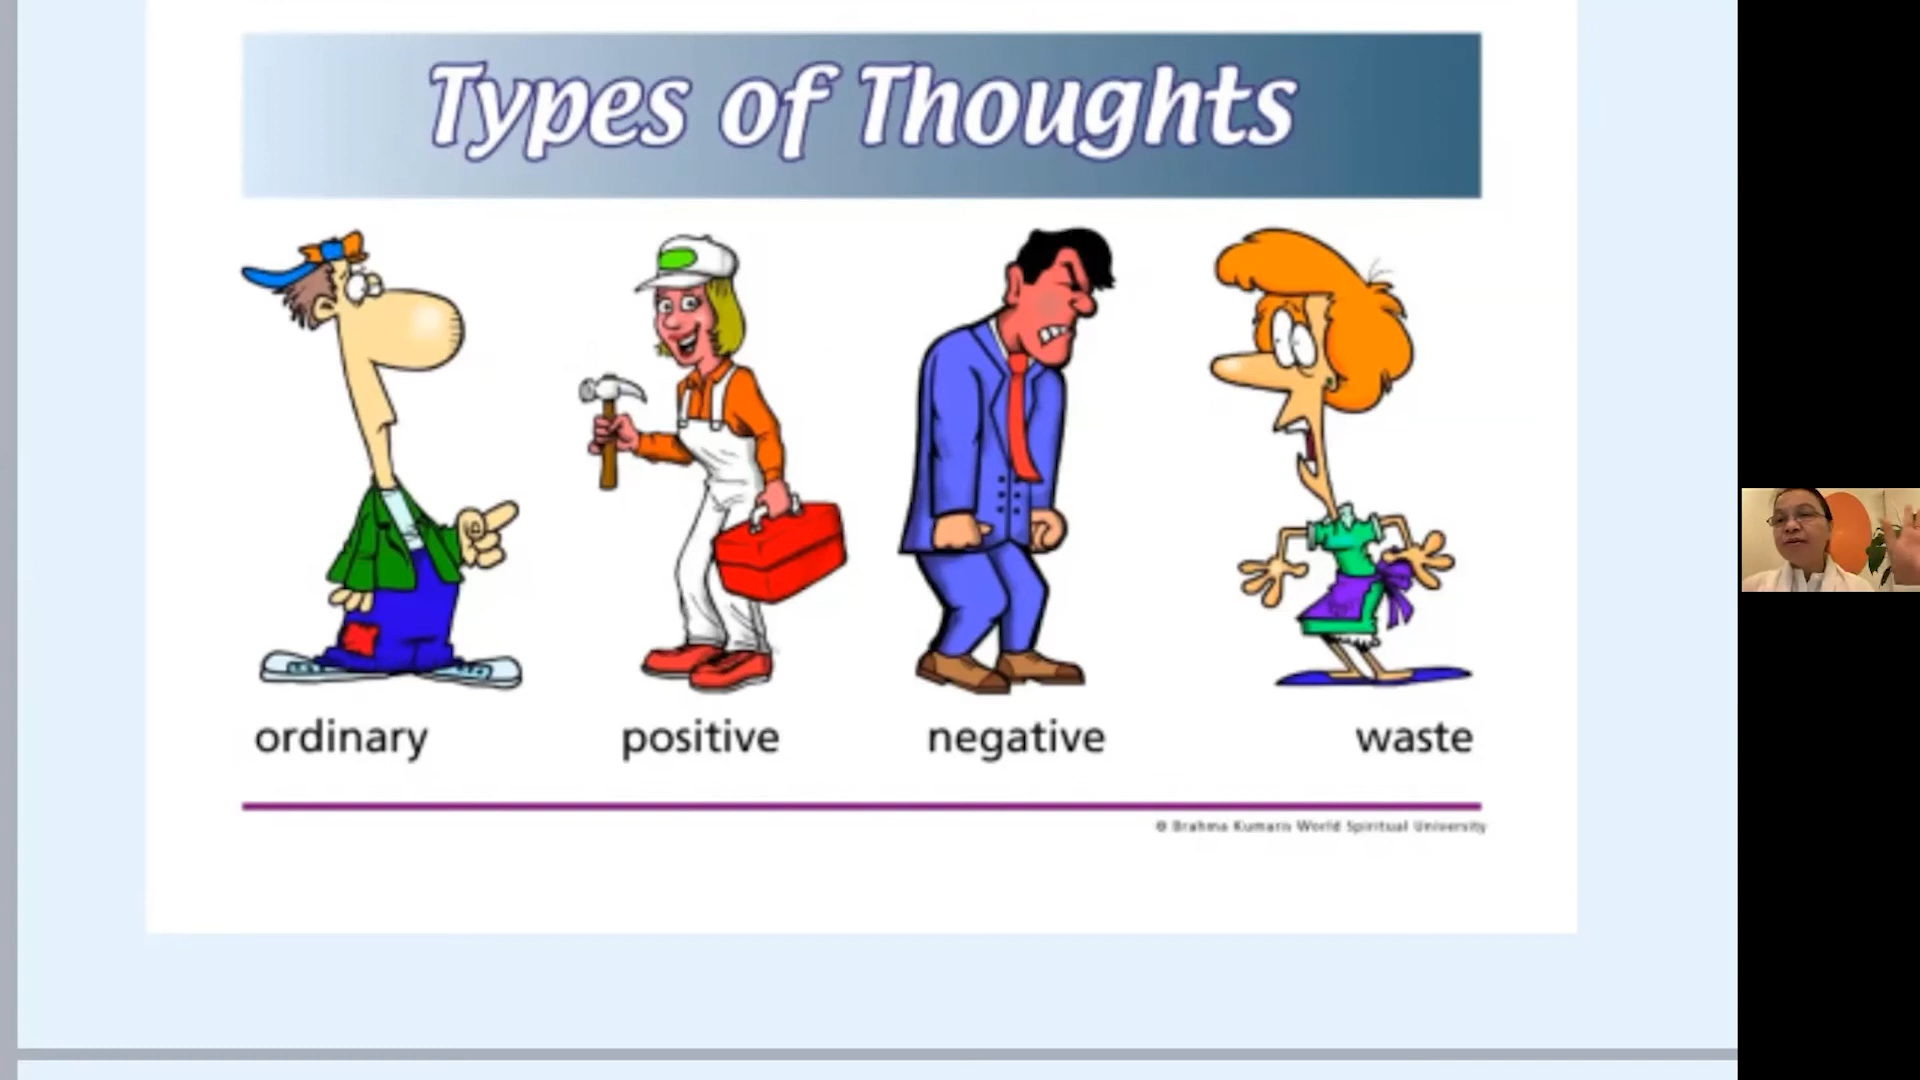 Types of Thoughts
ordinary positive negative waste
© Brahma Kumaris World Spiritual University